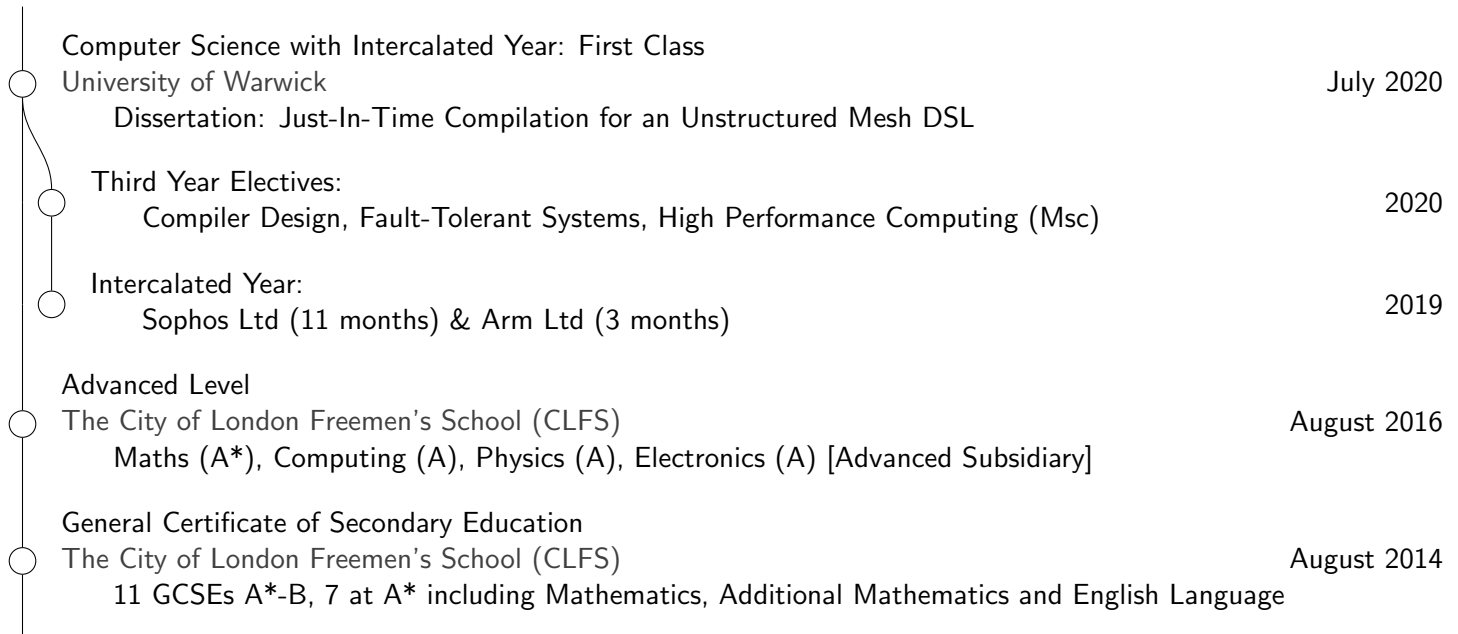 Computer Science with Intercalated Year: First Class
University of Warwick July 2020
Dissertation: Just-In-Time Compilation for an Unstructured Mesh DSL
Third Year Electives:
2020
Compiler Design, Fault-Tolerant Systems, High Performance Computing (Msc)
Intercalated Year:
2019
Sophos Ltd (11 months) & Arm Ltd (3 months)
Advanced Level
The City of London Freemen's School (CLFS) August 2016
Maths (A*), Computing (A), Physics (A), Electronics (A) [Advanced Subsidiary]
General Certificate of Secondary Education
The City of London Freemen's School (CLFS) August 2014
11 GCSEs A*-B, 7 at A* including Mathematics, Additional Mathematics and English Language